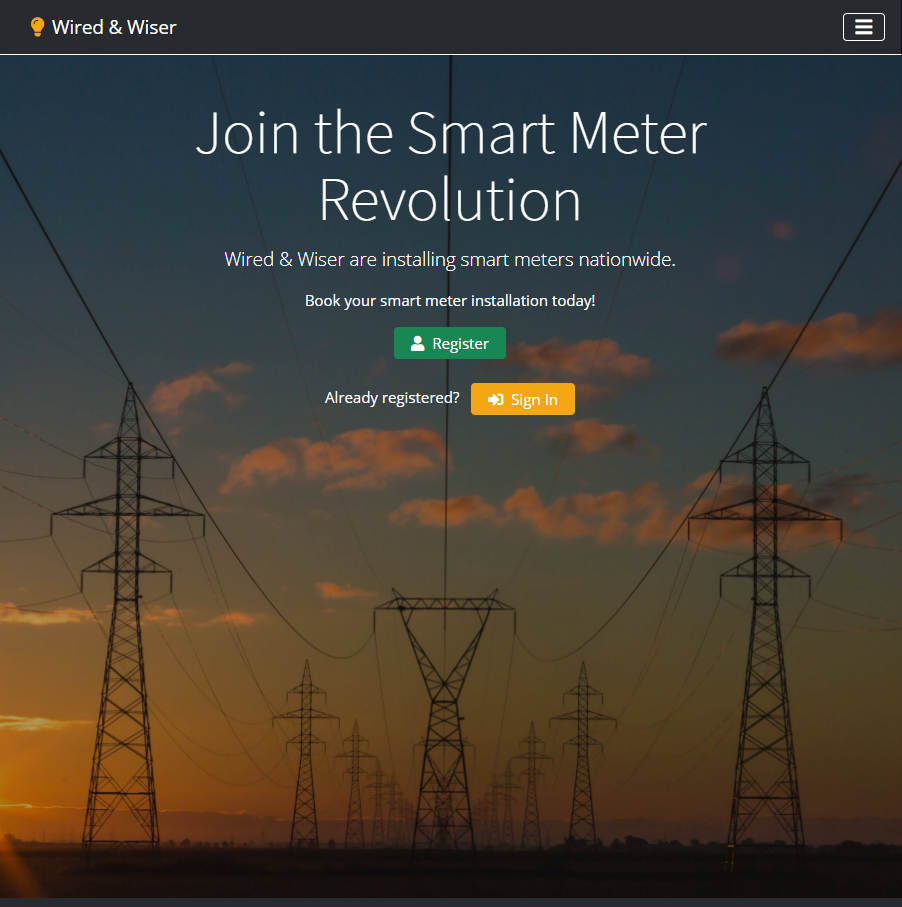 Wired & Wiser
Join the Smart Meter
Revolution
Wired & Wiser are installing smart meters nationwide.
Book your smart meter installation today!
Register
Already registered? Sign In